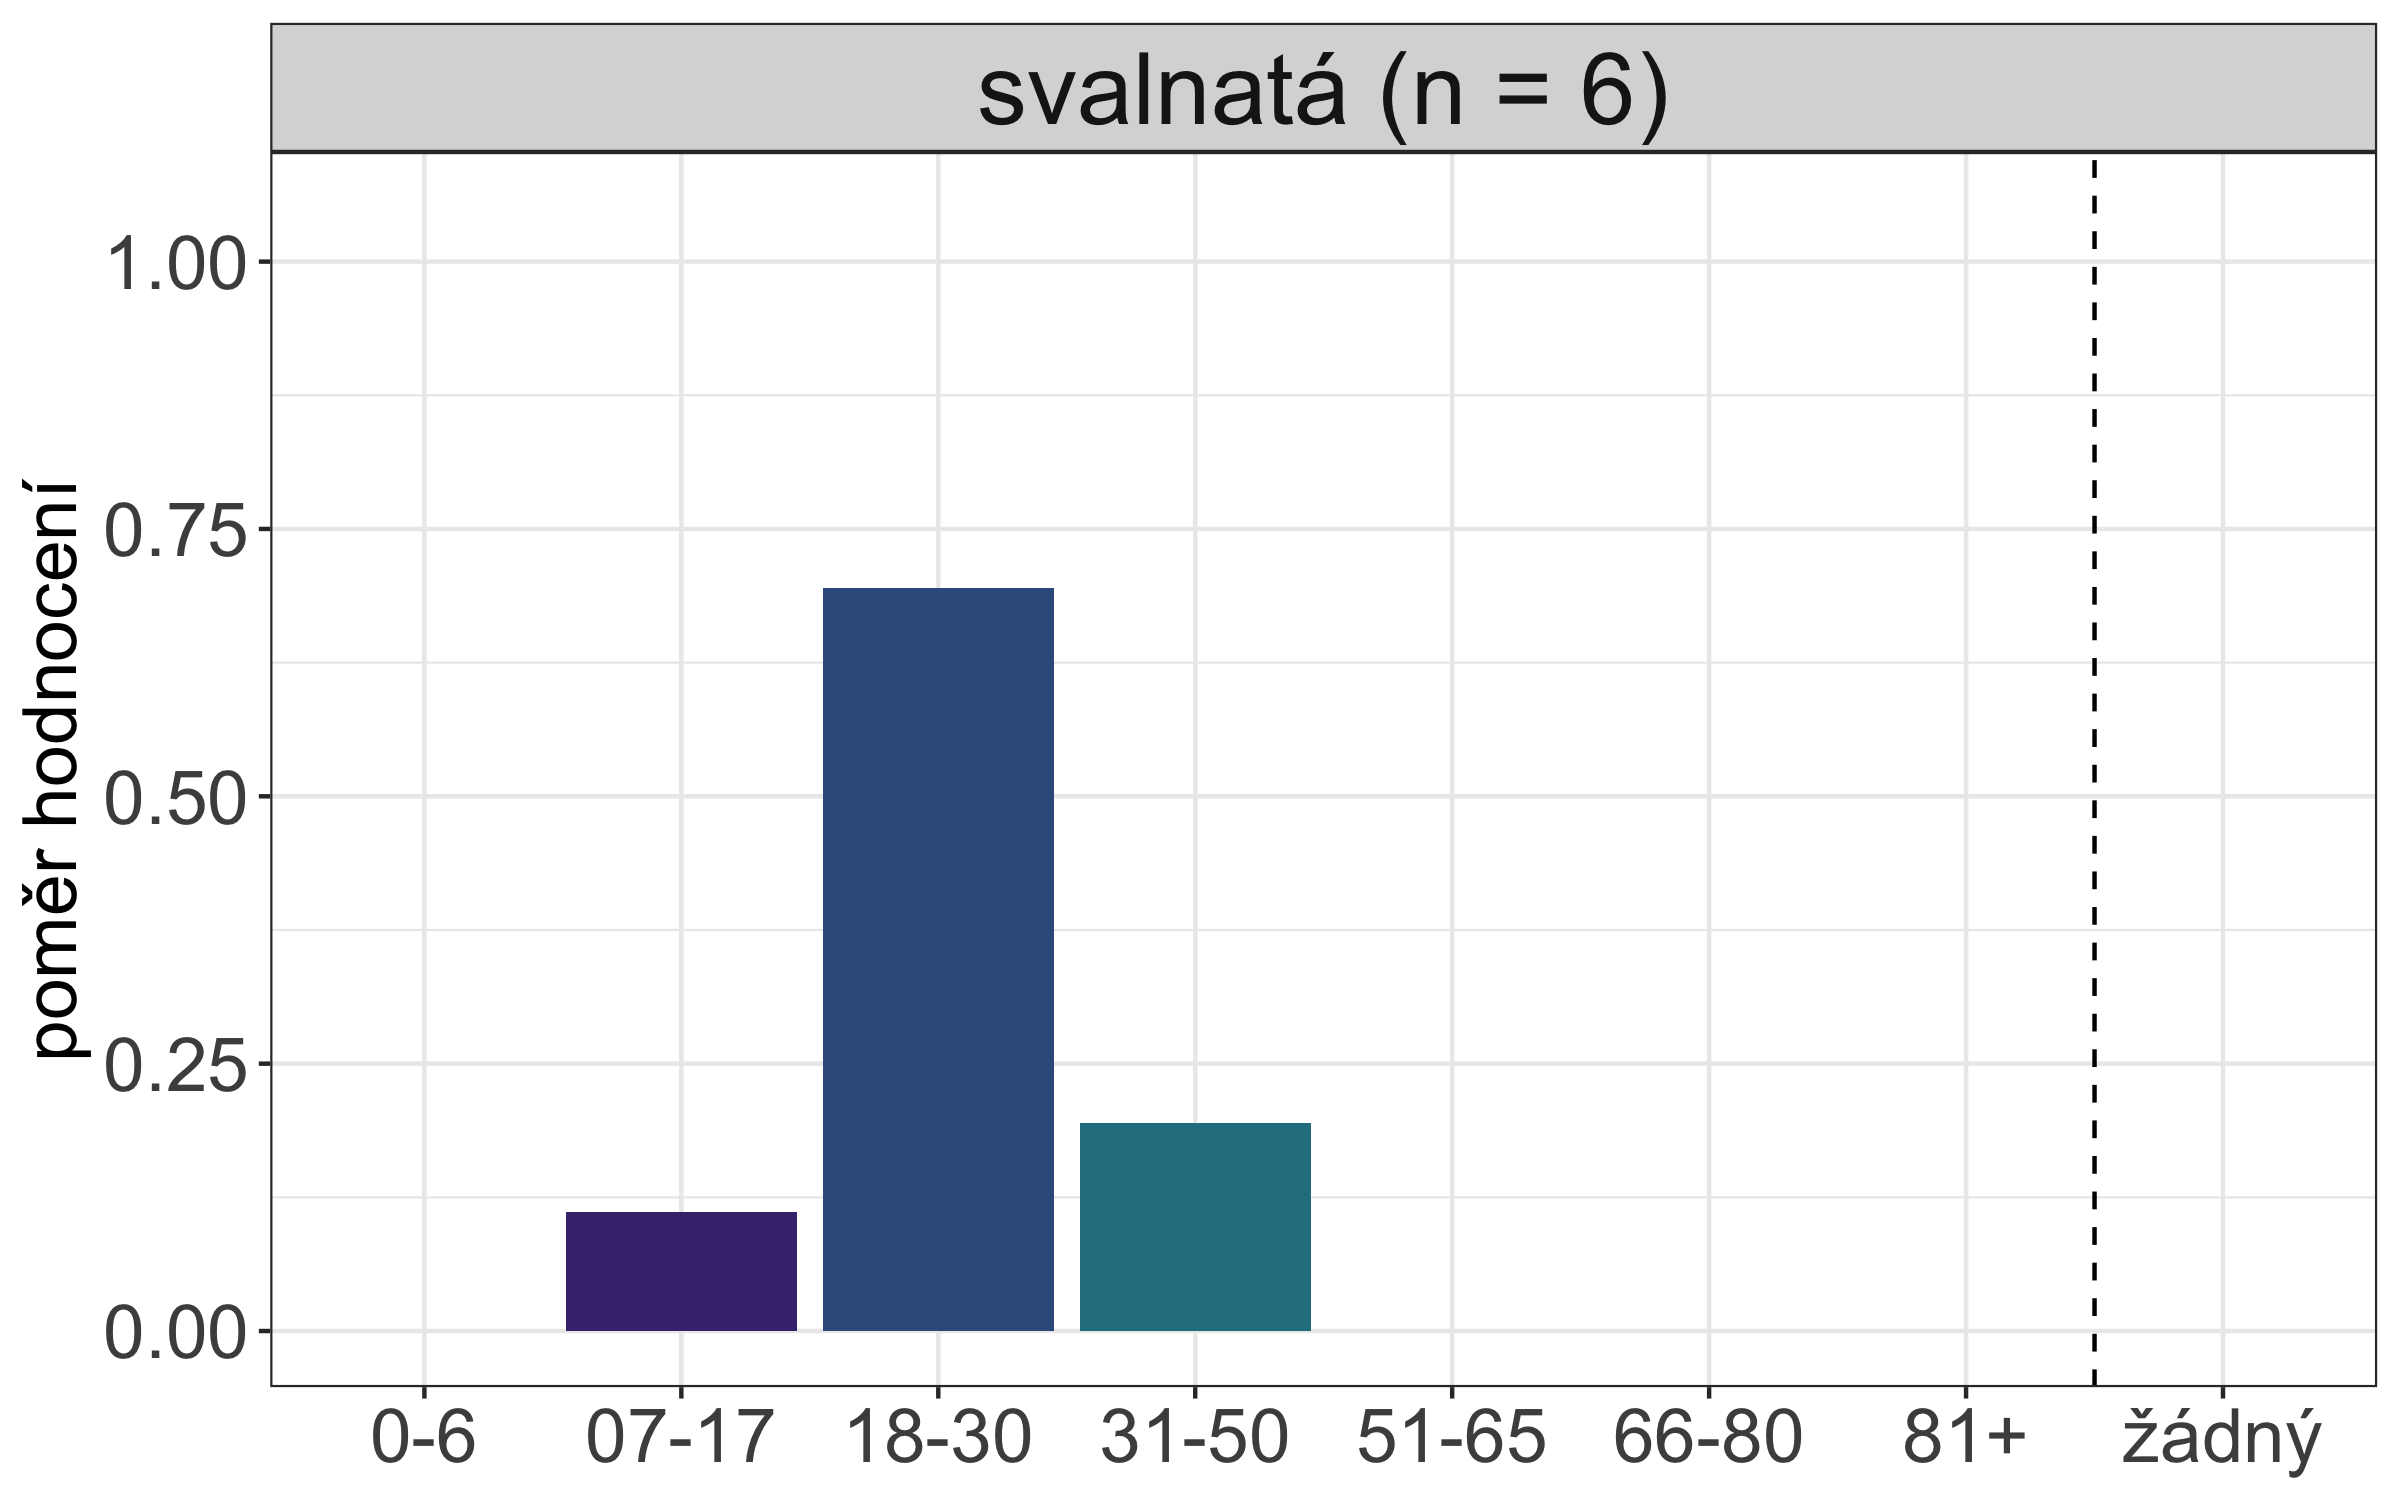 svalnatá (n = 6)
poměr hodnocení
1.00
0.75
0.50
0.25
0.00
0-6 07-17 18-30 31-50 51-65 66-80 81+ žádný